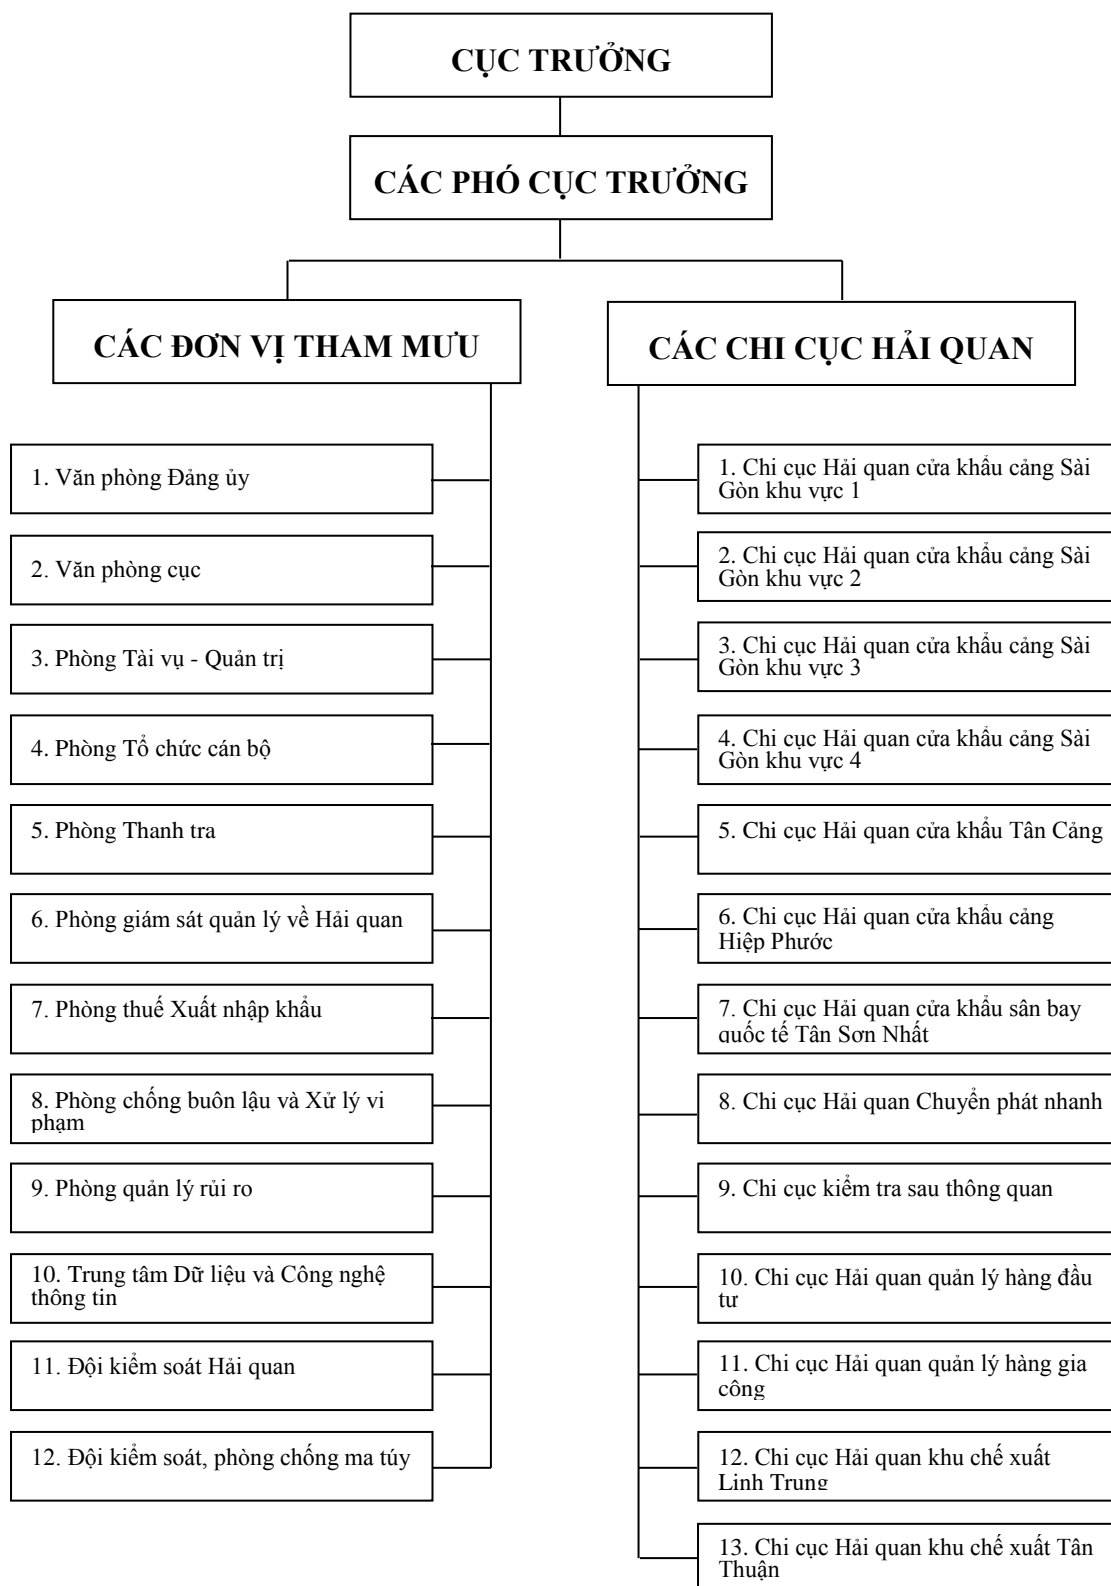 CỤC TRƯỞNG
CÁC PHÓ CỤC TRƯỞNG
CÁC ĐƠN VỊ THAM MƯU
1. Văn phòng Đảng ủy
2. Văn phòng cục
3. Phòng Tài vụ - Quản trị
4. Phòng Tổ chức cán bộ
5. Phòng Thanh tra
6. Phòng giám sát quản lý về Hải quan
7. Phòng thuế Xuất nhập khẩu
8. Phòng chống buôn lậu và Xử lý vi
phạm
9. Phòng quản lý rủi ro
10. Trung tâm Dữ liệu và Công nghệ
thông tin
11. Đội kiểm soát Hải quan
12. Đội kiểm soát, phòng chống ma túy
CÁC CHI CỤC HẢI QUAN
1. Chi cục Hải quan cửa khẩu cảng Sài
Gòn khu vực 1
2. Chi cục Hải quan cửa khẩu cảng Sài
Gòn khu vực 2
3. Chi cục Hải quan cửa khẩu cảng Sài
Gòn khu vực 3
4. Chi cục Hải quan cửa khẩu cảng Sài
Gòn khu vực 4
5. Chi cục Hải quan cửa khẩu Tân Cảng
6. Chi cục Hải quan cửa khẩu cảng
Hiệp Phước
7. Chi cục Hải quan cửa khẩu sân bay
quốc tế Tân Sơn Nhất
8. Chi cục Hải quan Chuyển phát nhanh
9. Chi cục kiểm tra sau thông quan
10. Chi cục Hải quan quản lý hàng đầu
tư
11. Chi cục Hải quan quản lý hàng gia
công
12. Chi cục Hải quan khu chế xuất
Linh Trung
13. Chi cục Hải quan khu chế xuất Tân
Thuận